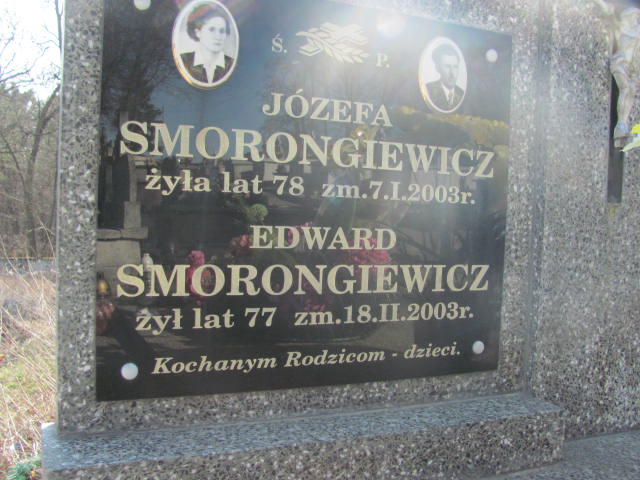 Ś. P.
JÓZEFA
SMORONGIEWICZ
żyła lat 78 zm.7.I.2003r.
EDWARD
SMORONGIEWICZ
żył lat 77 zm.18.II.2003r.
Kochanym Rodzicom - dzieci.